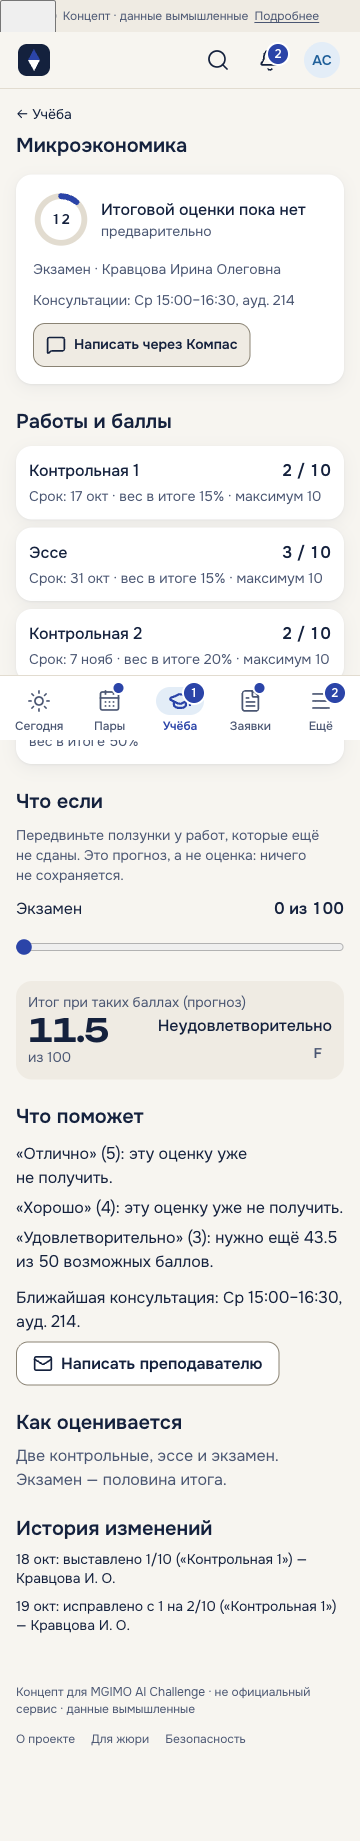 Концепт · данные вымышленные Подробнее
2
АС
← Учёба
Микроэкономика
12
Итоговой оценки пока нет
предварительно
Экзамен · Кравцова Ирина Олеговна
Консультации: Ср 15:00–16:30, ауд. 214
Написать через Компас
Работы и баллы
Контрольная 1 2 / 10
Срок: 17 окт · вес в итоге 15% · максимум 10
Эссе 3 / 10
Срок: 31 окт · вес в итоге 15% · максимум 10
Контрольная 2 2 / 10
Срок: 7 нояб · вес в итоге 20% · максимум 10
1
2
Сегодня Пары Учёба Заявки Ещё
вес в итоге 50%
Что если
Передвиньте ползунки у работ, которые ещё
не сданы. Это прогноз, а не оценка: ничего
не сохраняется.
Экзамен 0 из 100
Итог при таких баллах (прогноз)
11.5 Неудовлетворительно
из 100 F
Что поможет
«Отлично» (5): эту оценку уже
не получить.
«Хорошо» (4): эту оценку уже не получить.
«Удовлетворительно» (3): нужно ещё 43.5
из 50 возможных баллов.
Ближайшая консультация: Ср 15:00–16:30,
ауд. 214.
Написать преподавателю
Как оценивается
Две контрольные, эссе и экзамен.
Экзамен — половина итога.
История изменений
18 окт: выставлено 1/10 («Контрольная 1») —
Кравцова И. О.
19 окт: исправлено с 1 на 2/10 («Контрольная 1»)
— Кравцова И. О.
Концепт для MGIMO AI Challenge · не официальный
сервис · данные вымышленные
О проекте Для жюри Безопасность